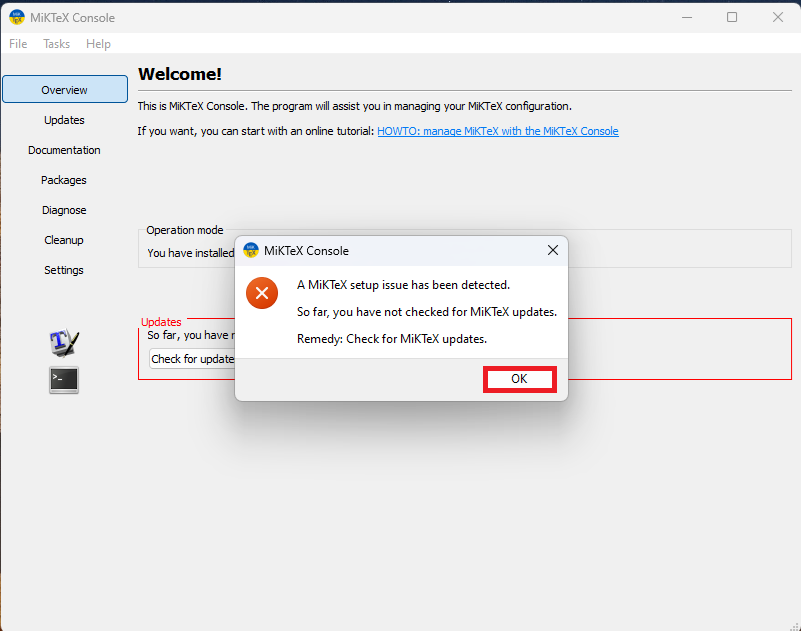 MiKTeX Console
File Tasks Help
Overview
Updates
Documentation
Packages
Diagnose
Cleanup
Settings
Welcome!
This is MiKTeX Console. The program will assist you in managing your MiKTeX configuration.
If you want, you can start with an online tutorial: HOWTO: manage MiKTeX with the MiKTeX Console
Operation mode
You have installed
Updates
So far, you have
Check for update
MiKTeX Console
A MiKTeX setup issue has been detected.
So far, you have not checked for MiKTeX updates.
Remedy: Check for MiKTeX updates.
OK